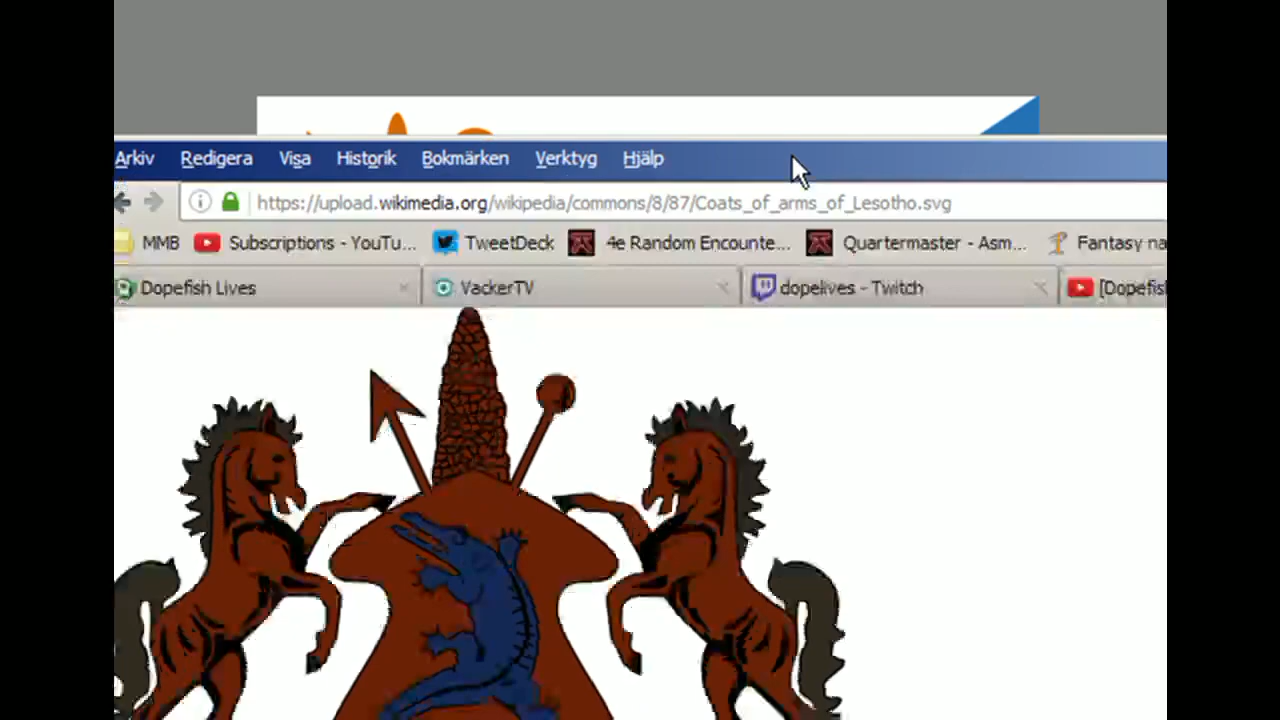 Arkiv Redigera Visa Historik Bokmärken Verktyg Hjälp
https://upload.wikimedia.org/wikipedia/commons/8/87/Coats_of_arms_of_Lesotho.svg
MMB Subscriptions - YouTu... TweetDeck 4e Random Encounte... Quartermaster - Asm... Fantasy na
Dopefish Lives VackerTV dopelives - Twitch [Dopefis